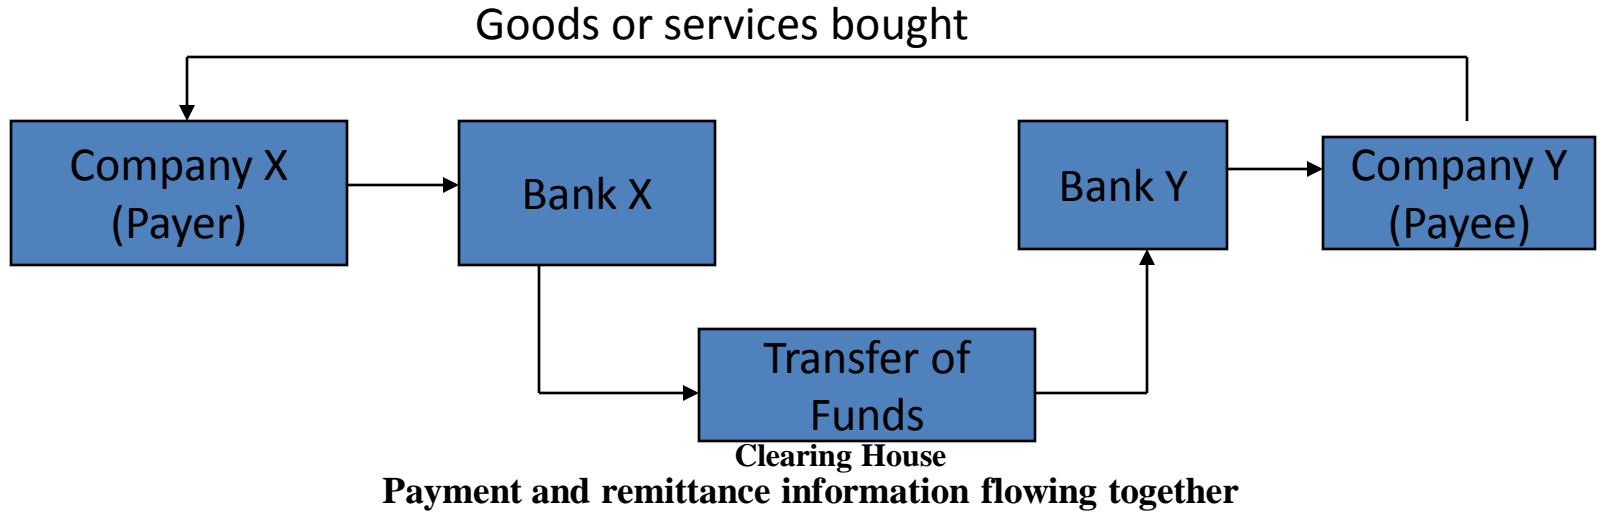 Goods or services bought
Company X
(Payer)
Bank X
Bank Y
Company Y
(Payee)
Transfer of
Funds
Clearing House
Payment and remittance information flowing together